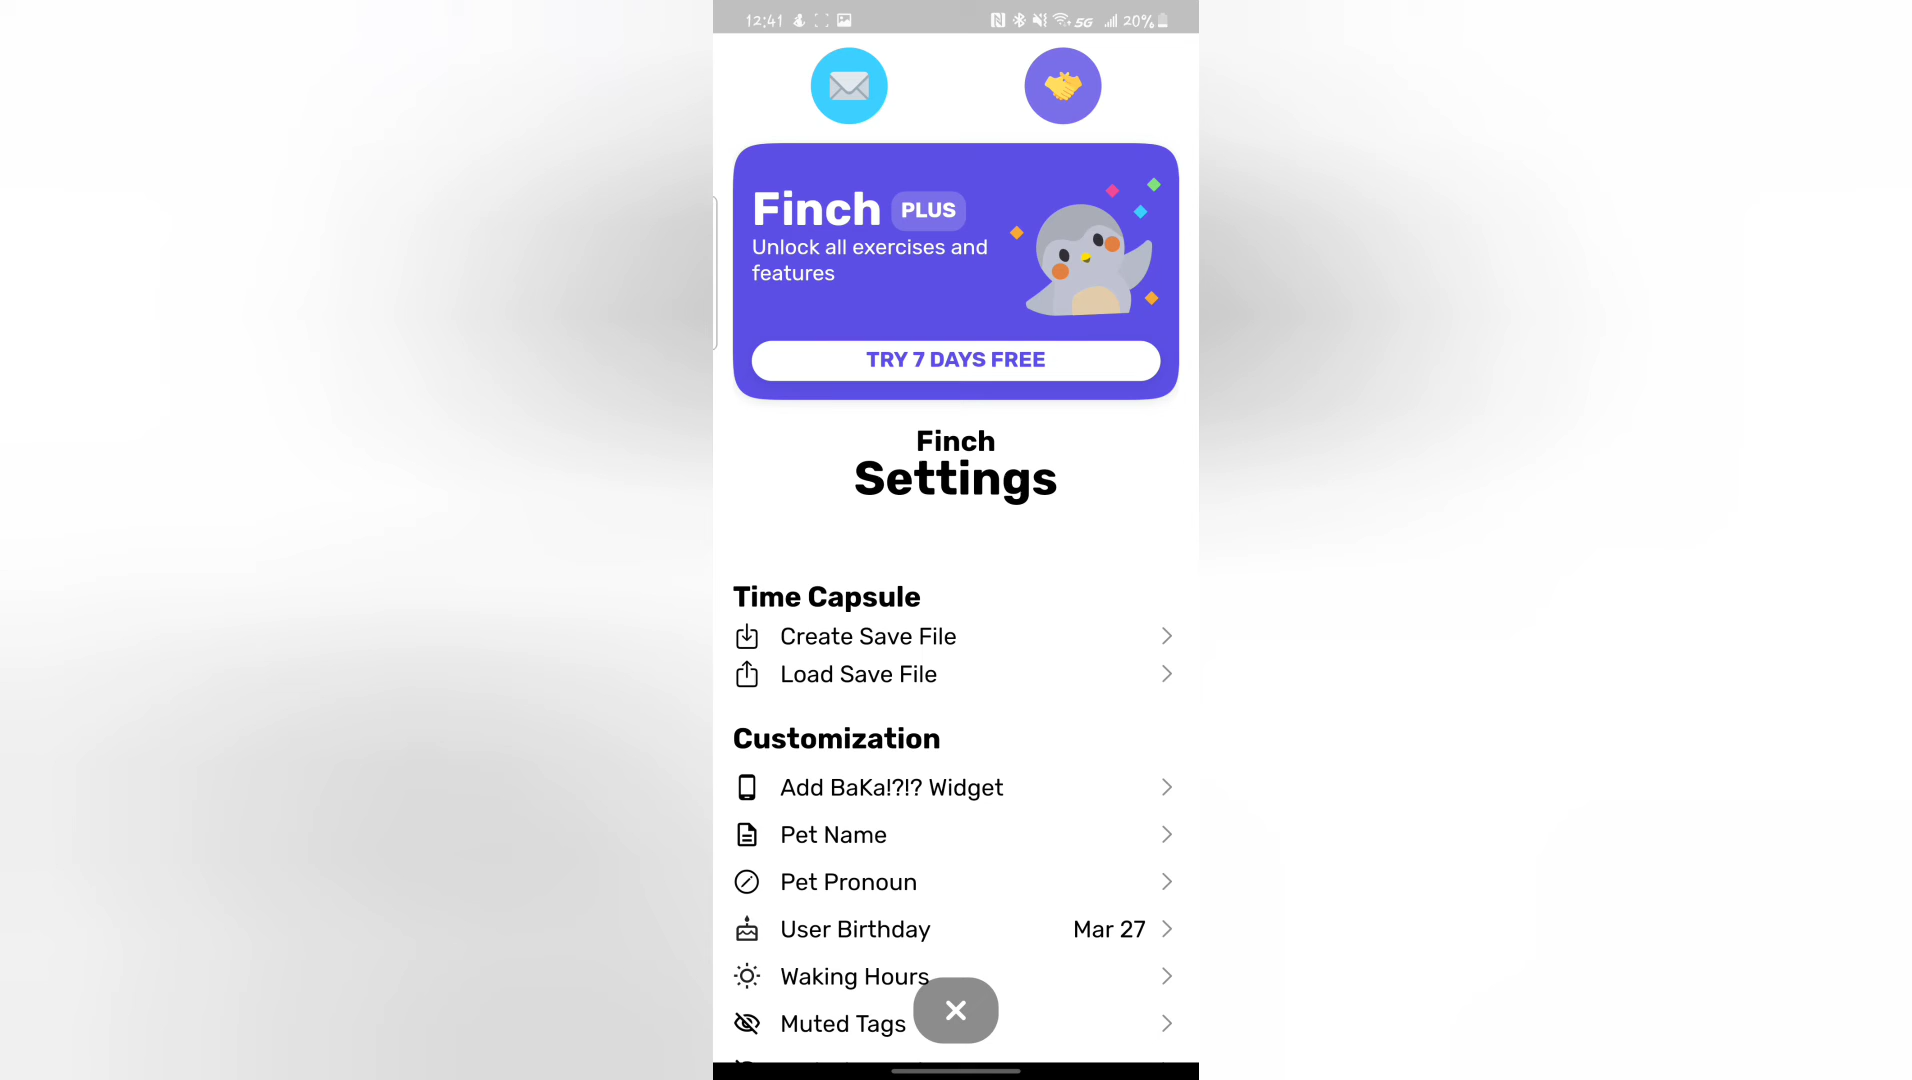 12:41
5G
20%
Finch PLUS
Unlock all exercises and
features
TRY 7 DAYS FREE
Finch
Settings
Time Capsule
Create Save File
Load Save File
Customization
Add BaKa!?!? Widget
Pet Name
Pet Pronoun
User Birthday Mar 27
Waking Hours
Muted Tags